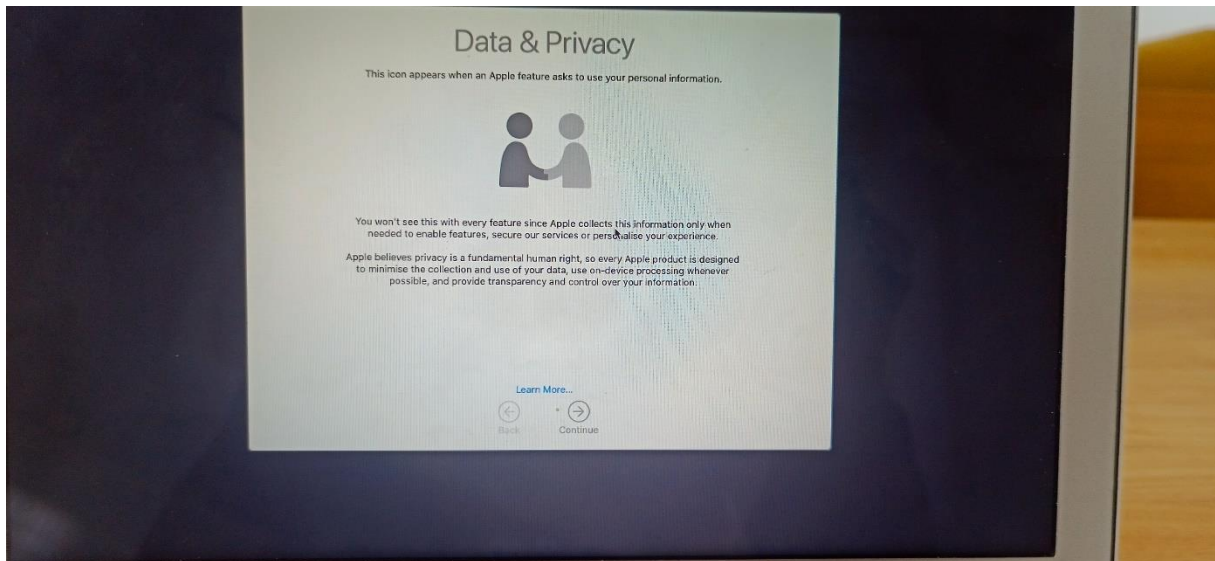 Data & Privacy
This icon appears when an Apple feature asks to use your personal information.
You won't see this with every feature since Apple collects this information only when
needed to enable features, secure our services or personalise your experience.
Apple believes privacy is a fundamental human right, so every Apple product is designed
to minimise the collection and use of your data, use on-device processing whenever
possible, and provide transparency and control over your information.
Learn More...
Back
Continue